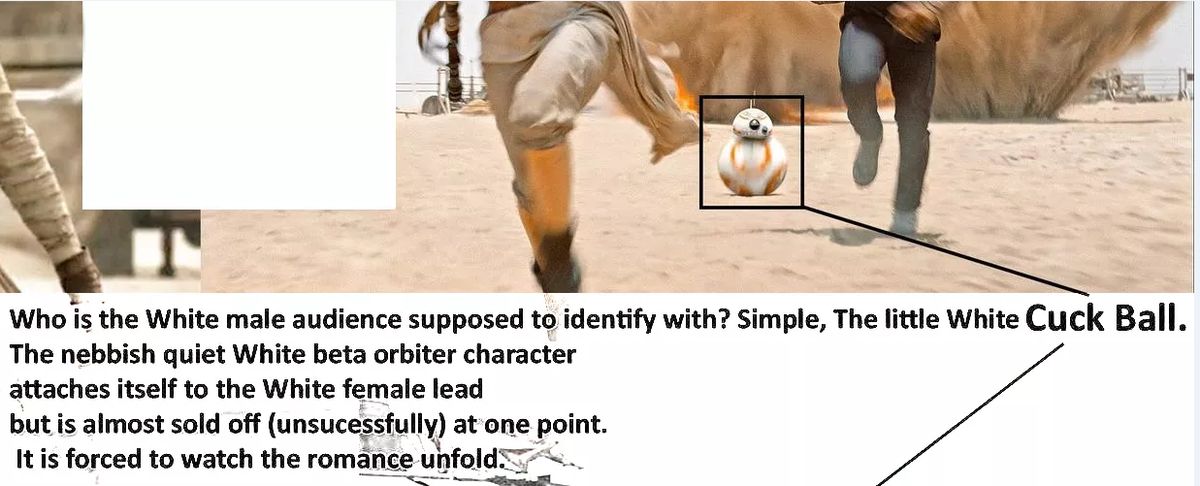 Who is the White male audience supposed to identify with? Simple, The little White Cuck Ball.
The nebbish quiet White beta orbiter character
attaches itself to the White female lead
but is almost sold off (unsucessfully) at one point.
It is forced to watch the romance unfold.